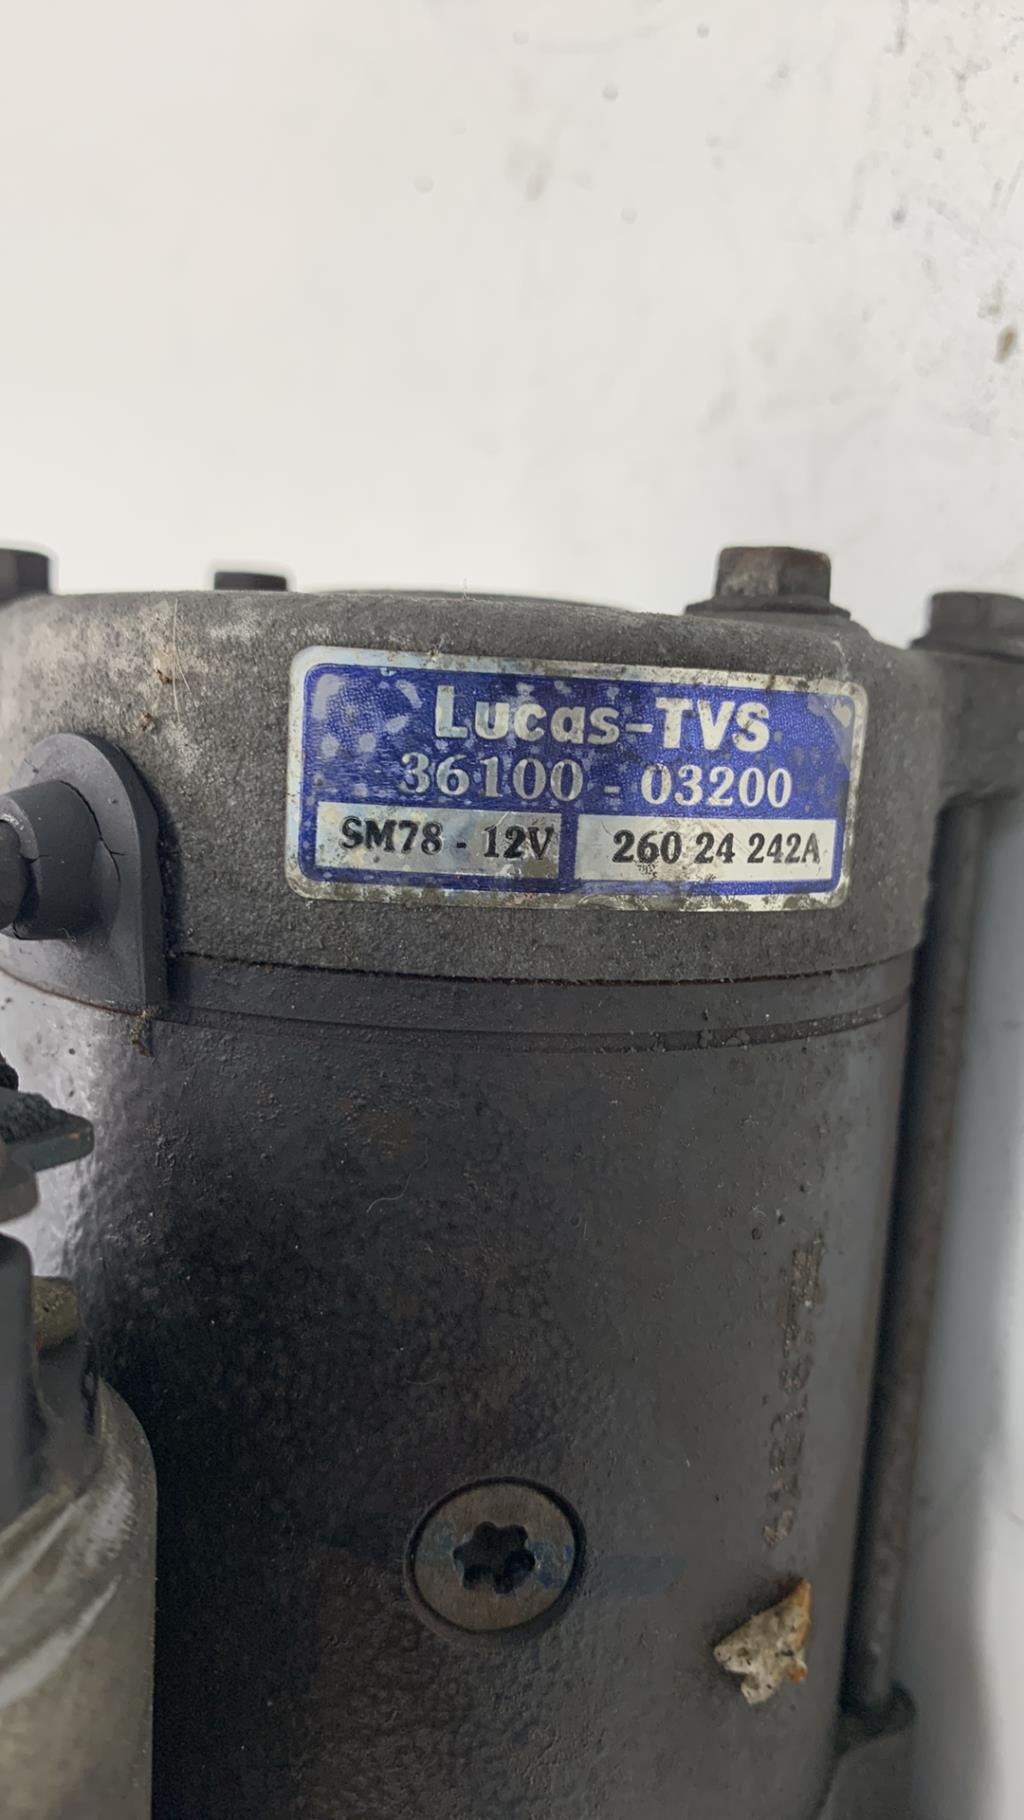 Lucas-TVS
36100 - 03200
SM78 - 12V
260 24 242A